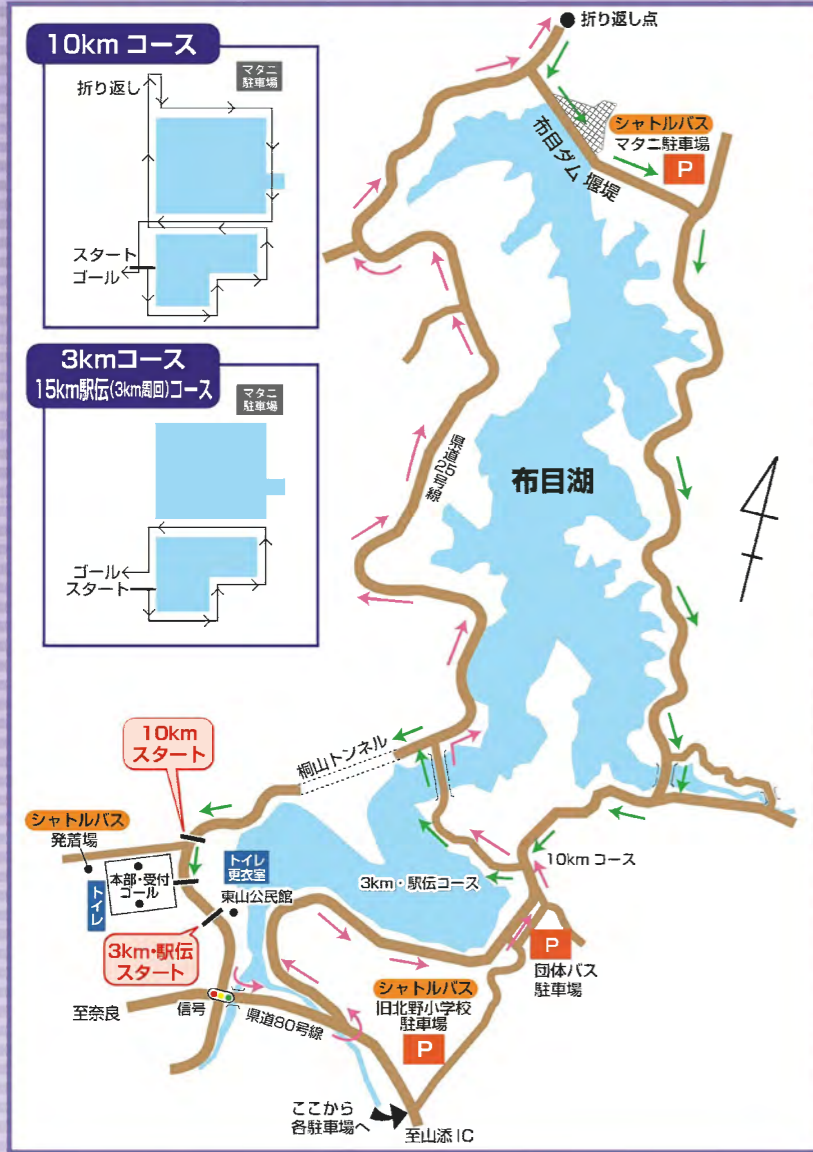 10km コース
マタニ
駐車場
折り返し
スタート
ゴール
3kmコース
15km駅伝(3km周回)コース
マタニ
駐車場
ゴール
スタート
折り返し点
シャトルバス
マタニ駐車場
P
布目ダム 堰堤
県道25号線
布目湖
桐山トンネル
10km
スタート
シャトルバス
発着場
本部・受付
ゴール
トイレ
トイレ
更衣室
東山公民館
3km・駅伝
スタート
3km・駅伝コース
10km コース
P
団体バス
駐車場
シャトルバス
旧北野小学校
駐車場
P
至奈良
信号
県道80号線
ここから
各駐車場へ
至山添IC